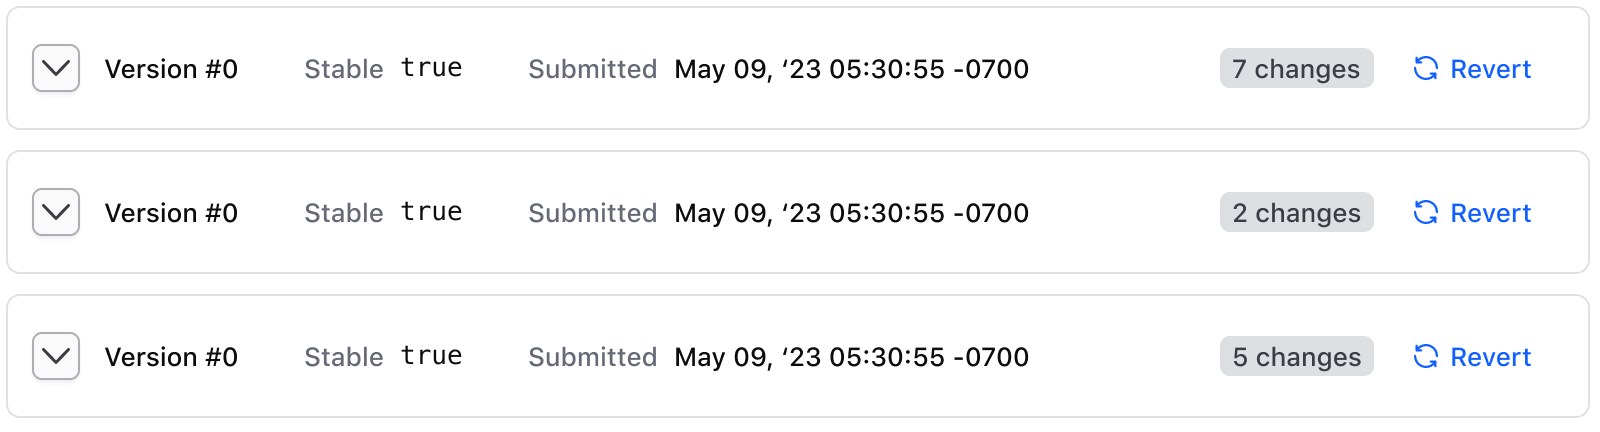 Version #0 Stable true Submitted May 09, ‘23 05:30:55 -0700 7 changes Revert
Version #0 Stable true Submitted May 09, ‘23 05:30:55 -0700 2 changes Revert
Version #0 Stable true Submitted May 09, ‘23 05:30:55 -0700 5 changes Revert